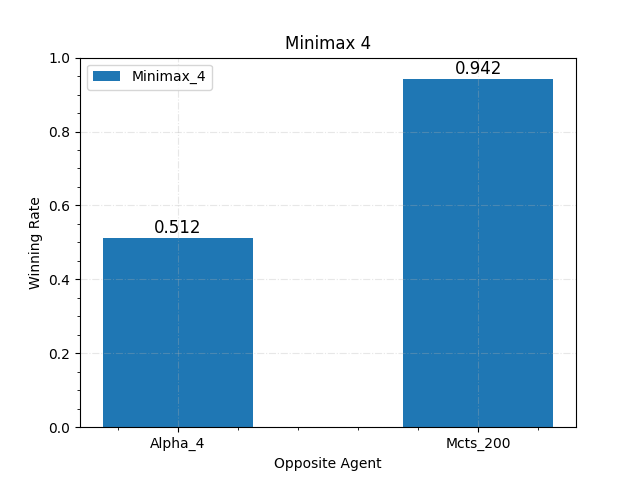 Minimax 4
Minimax_4
0.512
0.942
1.0
0.8
0.6
0.4
0.2
0.0
Winning Rate
Alpha_4
Mcts_200
Opposite Agent